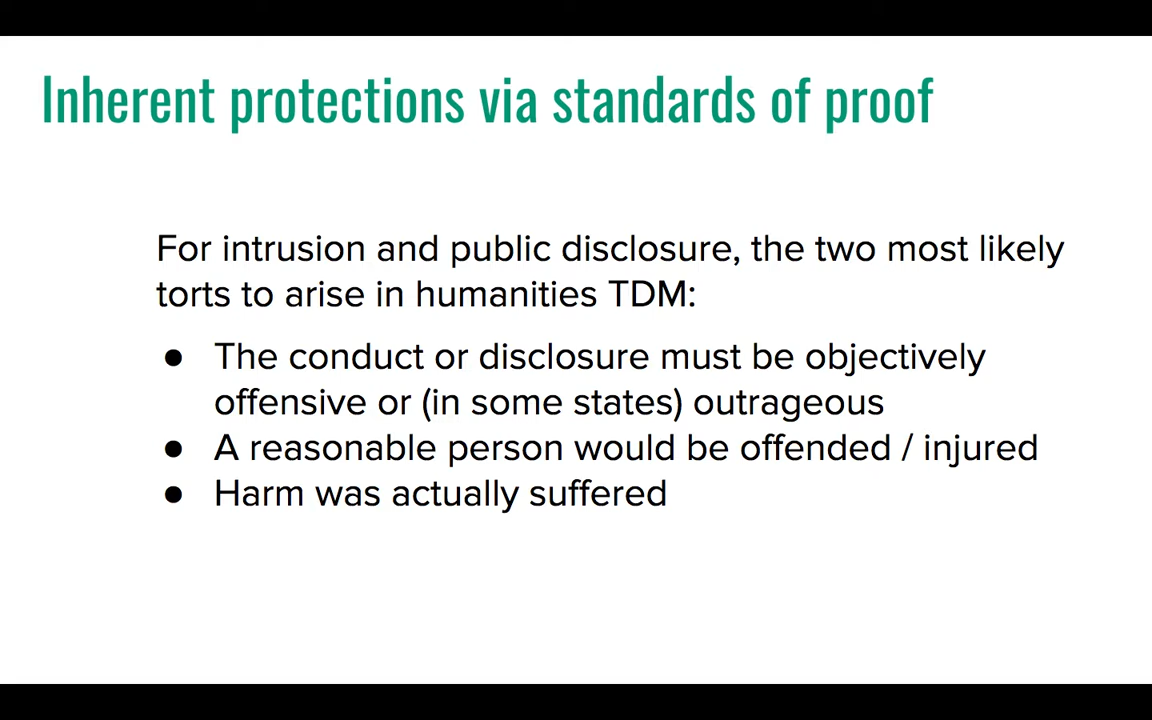 Inherent protections via standards of proof
For intrusion and public disclosure, the two most likely
torts to arise in humanities TDM:
● The conduct or disclosure must be objectively
offensive or (in some states) outrageous
● A reasonable person would be offended / injured
● Harm was actually suffered